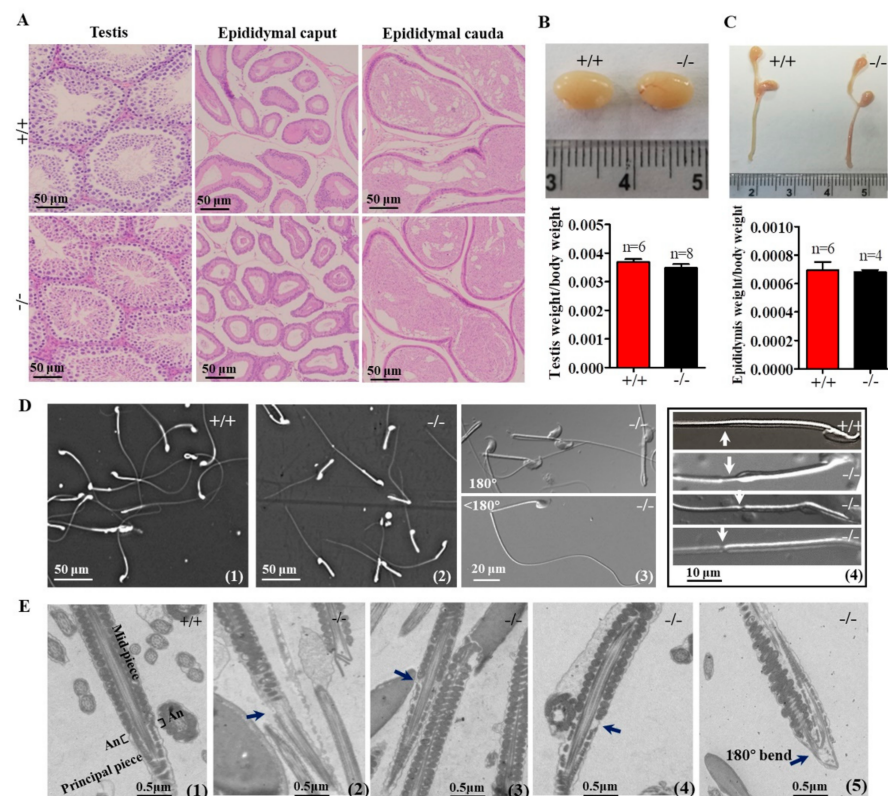 A
Testis
Epididymal caput
Epididymal cauda
+/+
50 µm
50 µm
50 µm
-/-
50 µm
50 µm
50 µm
B
+/+
-/-
3 4 5
Testis weight/body weight
0.005
0.004
0.003
0.002
0.001
0.000
n=6
n=8
+/+
-/-
C
+/+
-/-
2 3 4 5
Epididymis weight/body weight
0.0010
0.0008
0.0006
0.0004
0.0002
0.0000
n=6
n=4
+/+
-/-
D
+/+
50 µm
(1)
-/-
50 µm
(2)
-/-
180°
<180°
-/-
20 µm
(3)
+/+
-/-
-/-
-/-
10 µm
(4)
E
+/+
Mid-piece
An
An
Principal piece
0.5µm
(1)
-/-
0.5µm
(2)
-/-
0.5µm
(3)
-/-
0.5µm
(4)
-/-
180° bend
0.5µm
(5)